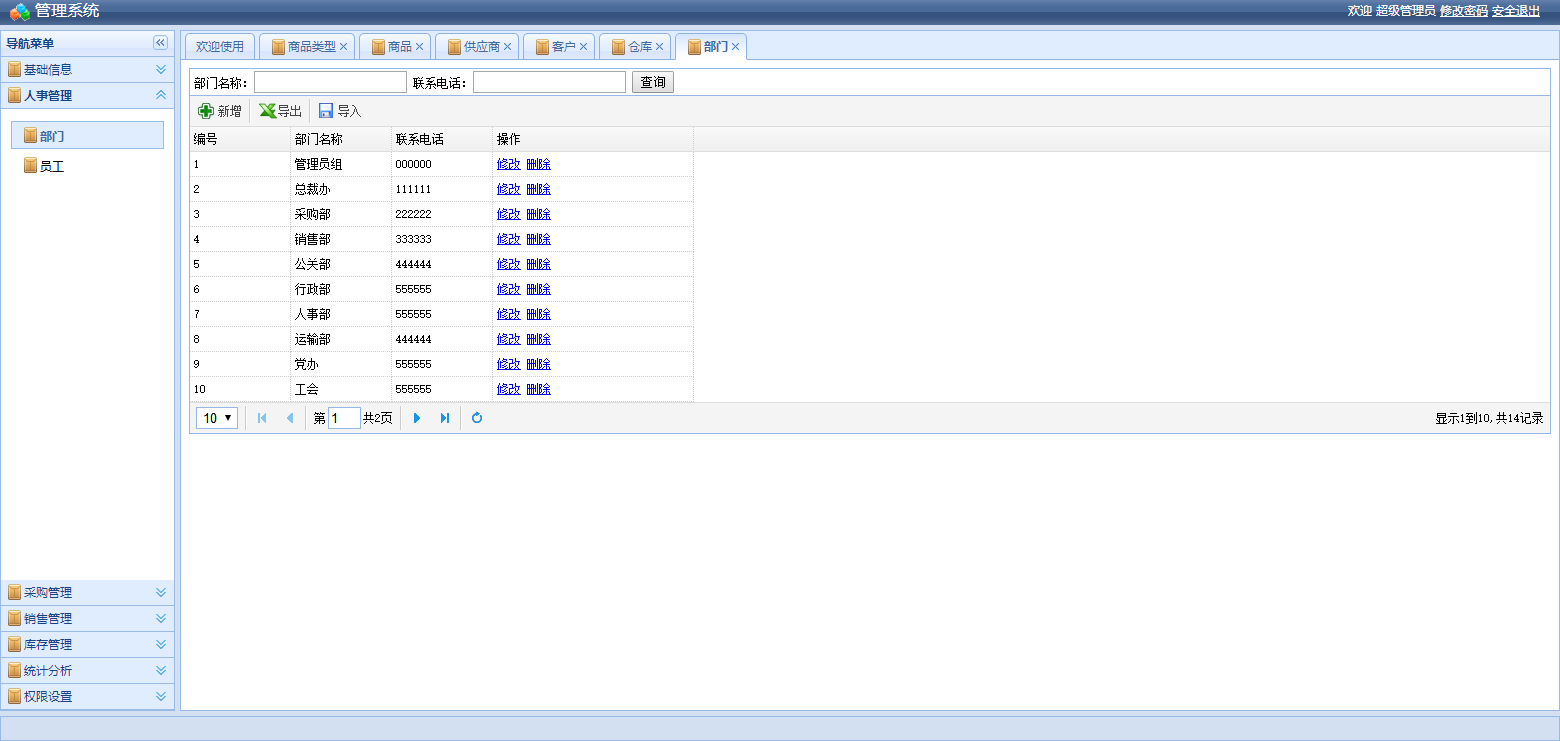 管理系统
欢迎 超级管理员 修改密码 安全退出
导航菜单
基础信息
人事管理
部门
员工
采购管理
销售管理
库存管理
统计分析
权限设置
欢迎使用 商品类型 商品 供应商 客户 仓库 部门
部门名称: 联系电话: 查询
新增 导出 导入
编号 部门名称 联系电话 操作
1 管理员组 000000 修改 删除
2 总裁办 111111 修改 删除
3 采购部 222222 修改 删除
4 销售部 333333 修改 删除
5 公关部 444444 修改 删除
6 行政部 555555 修改 删除
7 人事部 555555 修改 删除
8 运输部 444444 修改 删除
9 党办 555555 修改 删除
10 工会 555555 修改 删除
10 第 1 共2页 显示1到10,共14记录